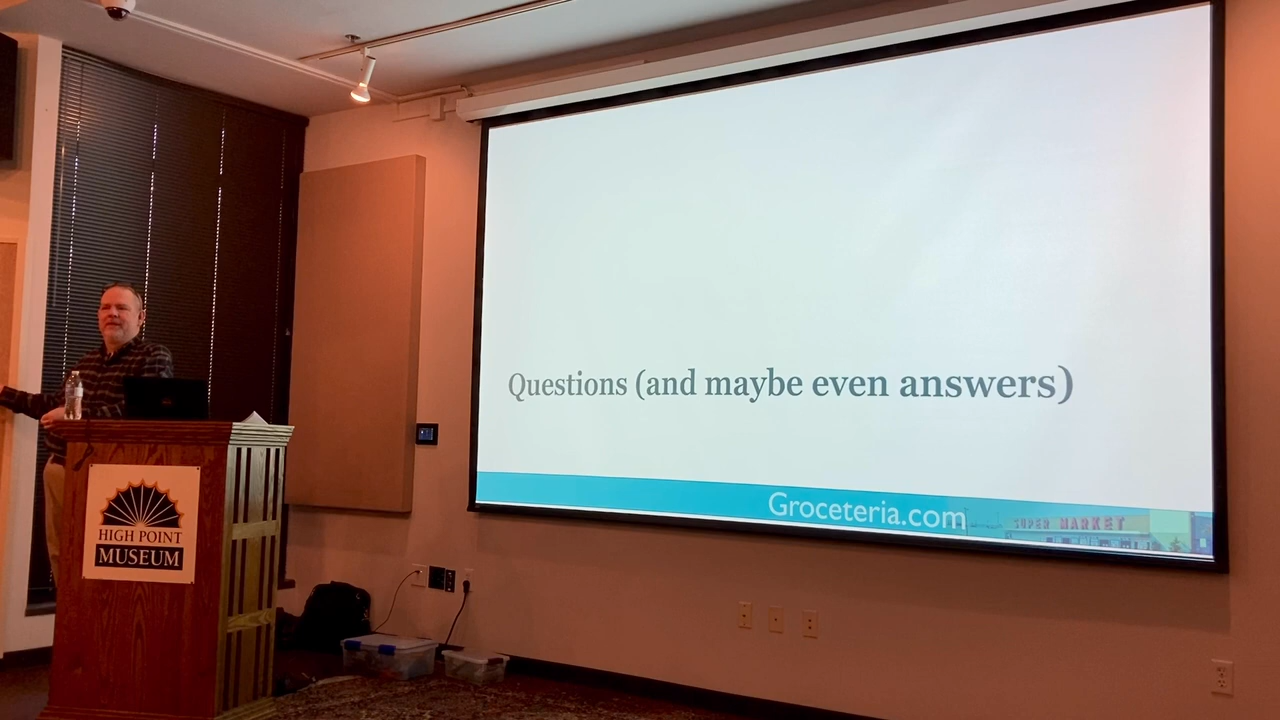 Questions (and maybe even answers)
Groceteria.com
SUPER MARKET
HIGH POINT
MUSEUM